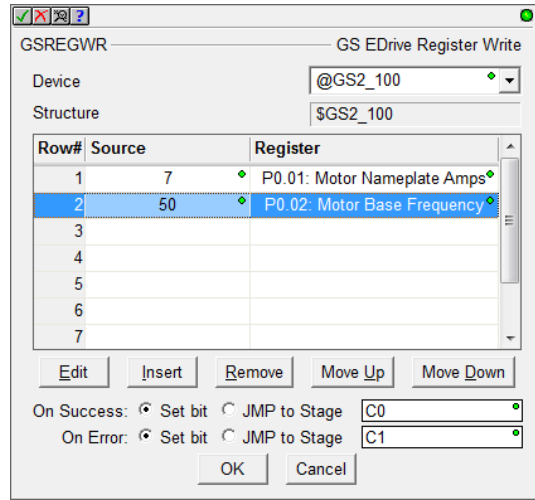 GSREGWR GS EDrive Register Write
Device @GS2_100
Structure $GS2_100
Row# Source Register
1 7 P0.01: Motor Nameplate Amps
2 50 P0.02: Motor Base Frequency
3
4
5
6
7
Edit Insert Remove Move Up Move Down
On Success: Set bit JMP to Stage C0
On Error: Set bit JMP to Stage C1
OK Cancel